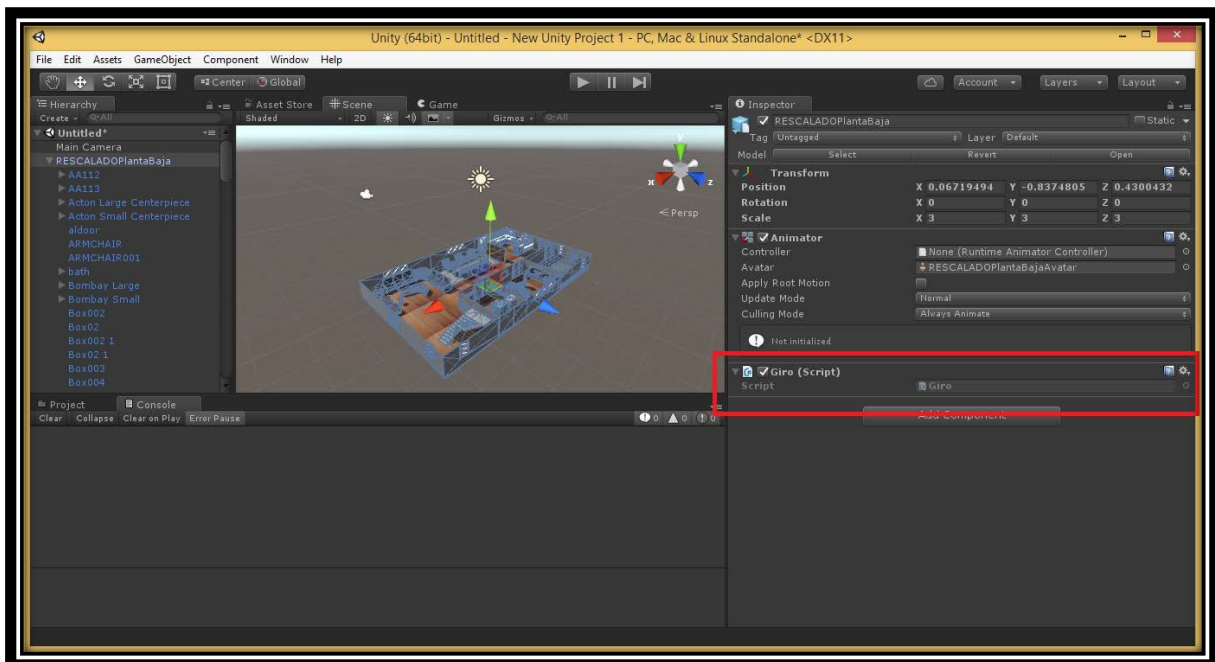 Unity (64bit) - Untitled - New Unity Project 1 - PC, Mac & Linux Standalone* <DX11>
File Edit Assets GameObject Component Window Help
Center Global Account Layers Layout
Hierarchy
Create All
Untitled*
Main Camera
RESCALADOPlantaBaja
AA112
AA113
Acton Large Centerpiece
Acton Small Centerpiece
aldoor
ARMCHAIR
ARMCHAIR001
bath
Bombay Large
Bombay Small
Box002
Box02
Box002 1
Box02 1
Box003
Box004
Asset Store Scene Game
Shaded 2D Gizmos All
y
x z
Persp
Project Console
Clear Collapse Clear on Play Error Pause 0 0 0
Inspector
RESCALADOPlantaBaja Static
Tag Untagged Layer Default
Model Select Revert Open
Transform
Position X 0.06719494 Y -0.8374805 Z 0.4300432
Rotation X 0 Y 0 Z 0
Scale X 3 Y 3 Z 3
Animator
Controller None (Runtime Animator Controller)
Avatar RESCALADOPlantaBajaAvatar
Apply Root Motion
Update Mode Normal
Culling Mode Always Animate
Not initialized
Giro (Script)
Script Giro
Add Component